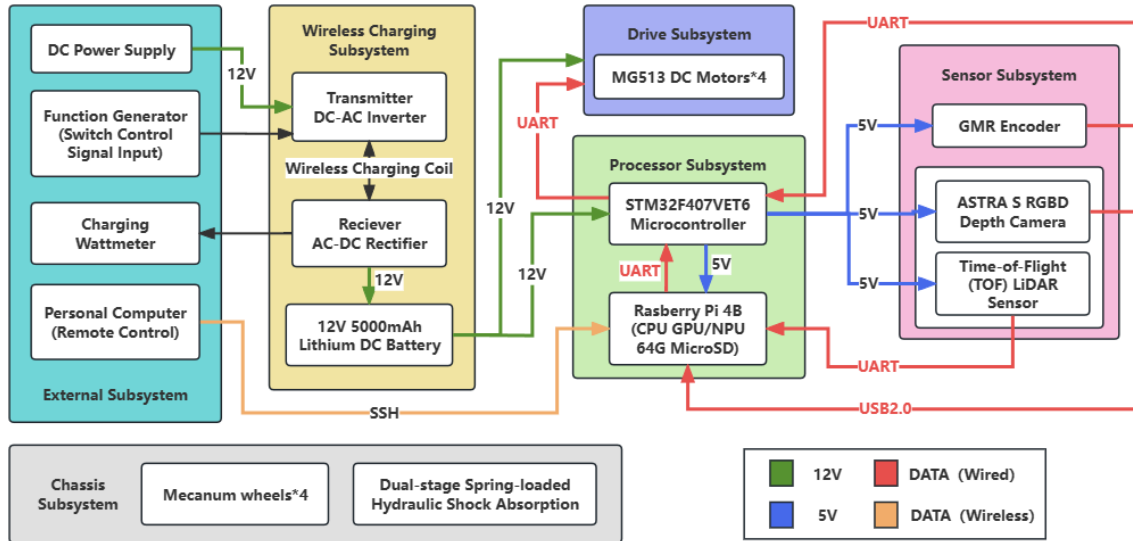 External Subsystem
DC Power Supply
Function Generator
(Switch Control
Signal Input)
Charging
Wattmeter
Personal Computer
(Remote Control)
12V
Wireless Charging
Subsystem
Transmitter
DC-AC Inverter
Wireless Charging Coil
Reciever
AC-DC Rectifier
12V
12V 5000mAh
Lithium DC Battery
SSH
12V
12V
Drive Subsystem
MG513 DC Motors*4
UART
Processor Subsystem
STM32F407VET6
Microcontroller
UART
5V
Rasberry Pi 4B
(CPU GPU/NPU
64G MicroSD)
UART
5V
5V
5V
Sensor Subsystem
GMR Encoder
ASTRA S RGBD
Depth Camera
Time-of-Flight
(TOF) LiDAR
Sensor
UART
USB2.0
Chassis
Subsystem
Mecanum wheels*4
Dual-stage Spring-loaded
Hydraulic Shock Absorption
12V
DATA (Wired)
5V
DATA (Wireless)